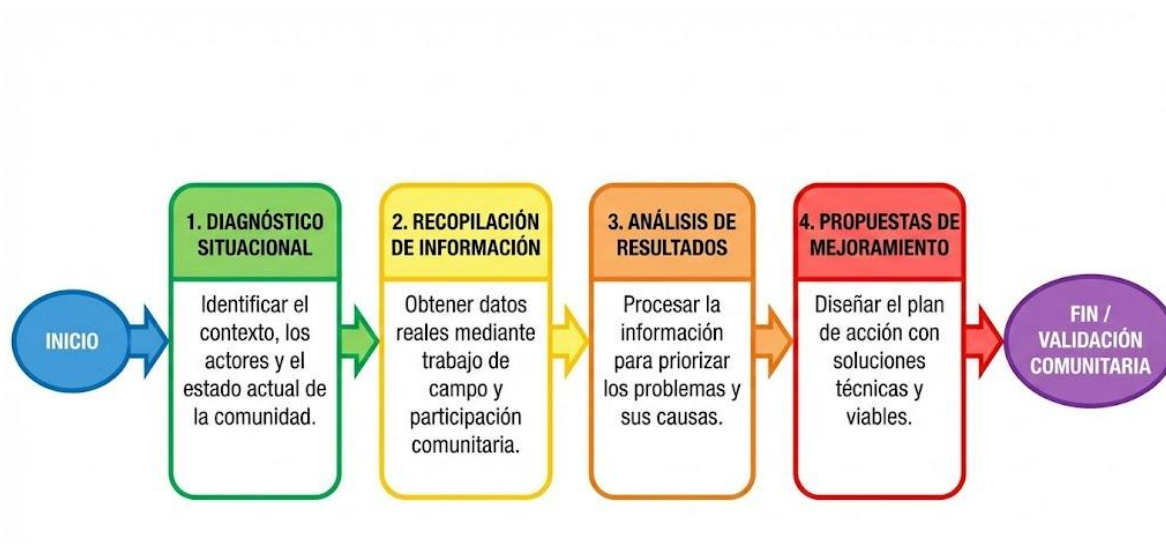 INICIO
1. DIAGNÓSTICO
SITUACIONAL
Identificar el
contexto, los
actores y el
estado actual de
la comunidad.
2. RECOPILACIÓN
DE INFORMACIÓN
Obtener datos
reales mediante
trabajo de
campo y
participación
comunitaria.
3. ANÁLISIS DE
RESULTADOS
Procesar la
información
para priorizar
los problemas y
sus causas.
4. PROPUESTAS DE
MEJORAMIENTO
Diseñar el plan
de acción con
soluciones
técnicas y
viables.
FIN /
VALIDACIÓN
COMUNITARIA